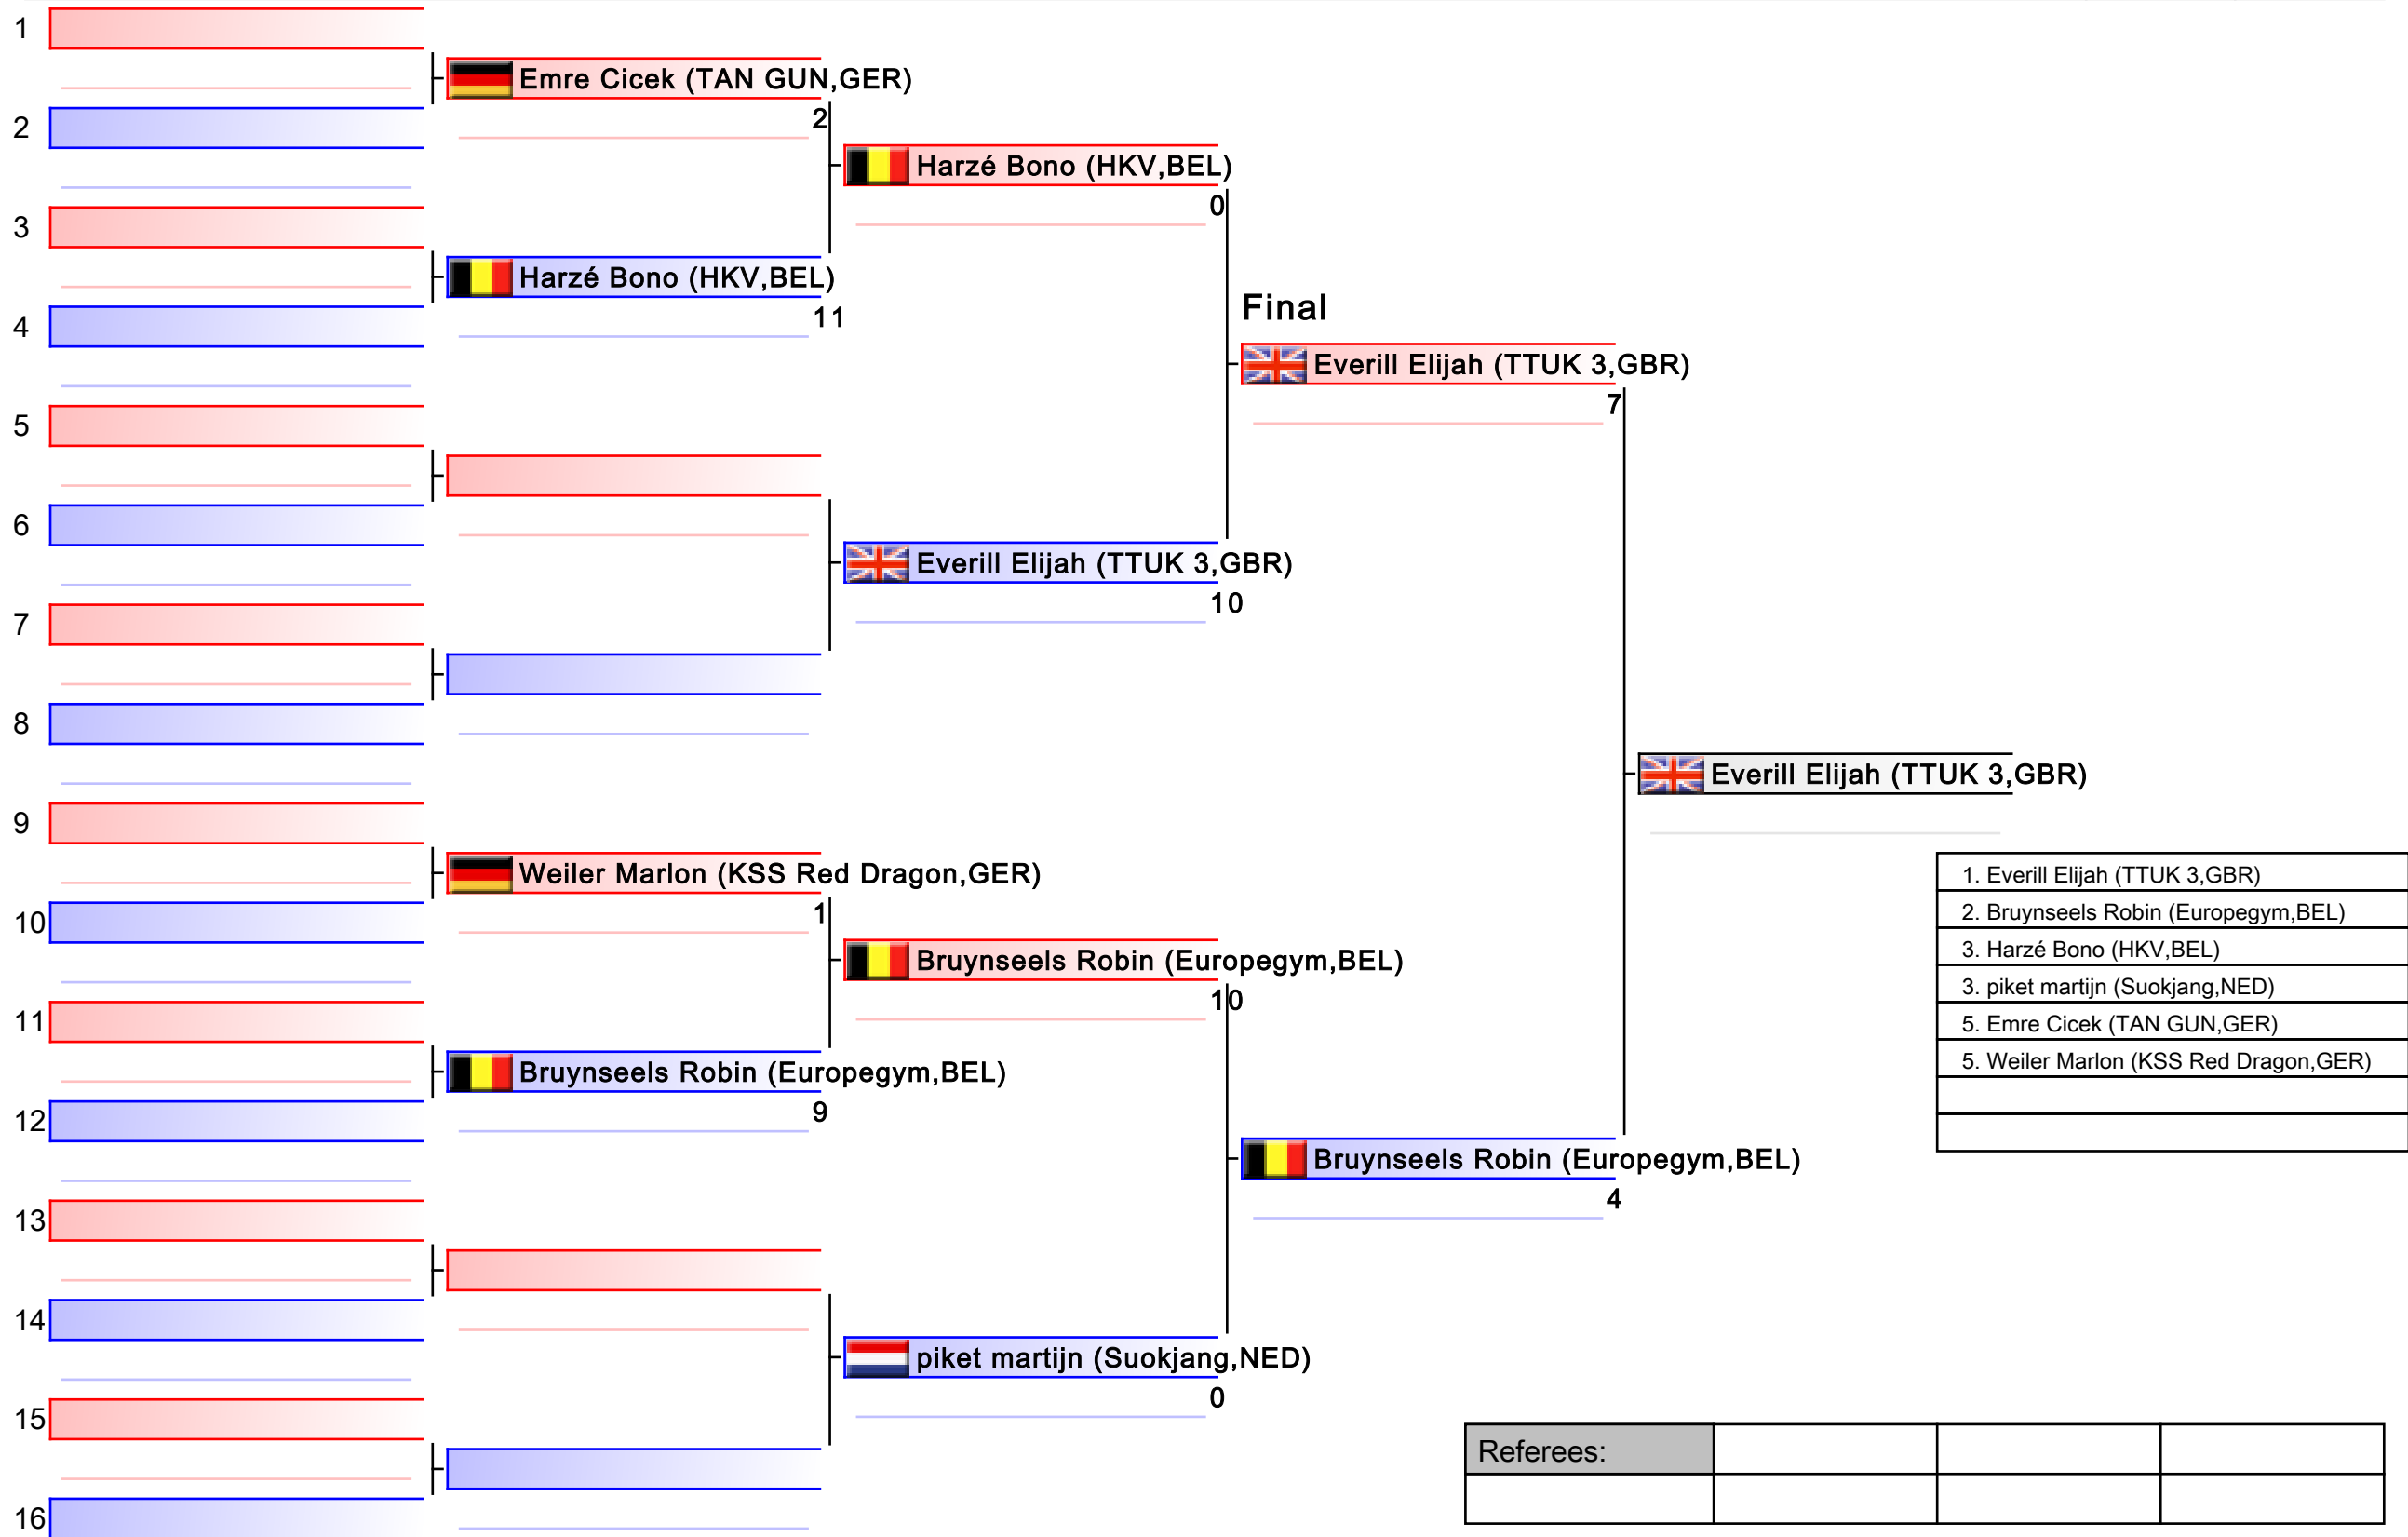 1
Emre Cicek (TAN GUN,GER)
2
2
Harzé Bono (HKV,BEL)
0
3
Harzé Bono (HKV,BEL)
11
4
Final
Everill Elijah (TTUK 3,GBR)
7
5
6
Everill Elijah (TTUK 3,GBR)
10
7
8
Everill Elijah (TTUK 3,GBR)
9
Weiler Marlon (KSS Red Dragon,GER)
1
10
Bruynseels Robin (Europegym,BEL)
10
11
Bruynseels Robin (Europegym,BEL)
9
12
Bruynseels Robin (Europegym,BEL)
4
13
14
piket martijn (Suokjang,NED)
0
15
16
1. Everill Elijah (TTUK 3,GBR)
2. Bruynseels Robin (Europegym,BEL)
3. Harzé Bono (HKV,BEL)
3. piket martijn (Suokjang,NED)
5. Emre Cicek (TAN GUN,GER)
5. Weiler Marlon (KSS Red Dragon,GER)
Referees: